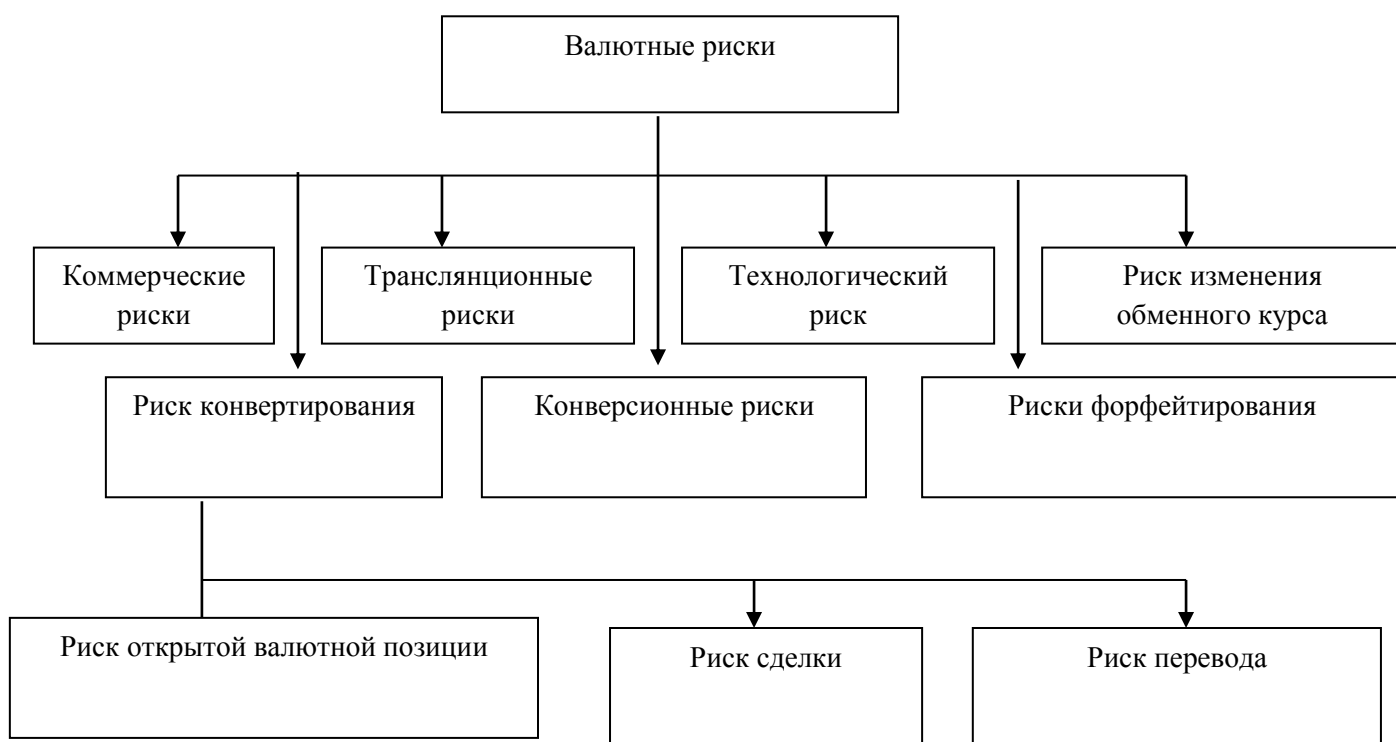 Валютные риски
Коммерческие
риски
Транслянционные
риски
Технологический
риск
Риск изменения
обменного курса
Риск конвертирования
Конверсионные риски
Риски форфейтирования
Риск открытой валютной позиции
Риск сделки
Риск перевода